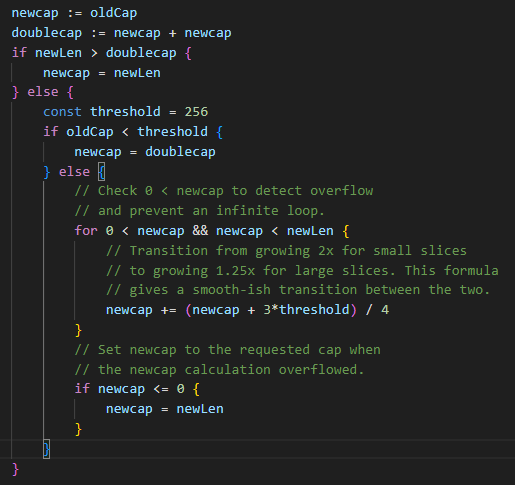 newcap := oldCap
doublecap := newcap + newcap
if newLen > doublecap {
    newcap = newLen
} else {
    const threshold = 256
    if oldCap < threshold {
        newcap = doublecap
    } else {
        // Check 0 < newcap to detect overflow
        // and prevent an infinite loop.
        for 0 < newcap && newcap < newLen {
            // Transition from growing 2x for small slices
            // to growing 1.25x for large slices. This formula
            // gives a smooth-ish transition between the two.
            newcap += (newcap + 3*threshold) / 4
        }
        // Set newcap to the requested cap when
        // the newcap calculation overflowed.
        if newcap <= 0 {
            newcap = newLen
        }
    }
}